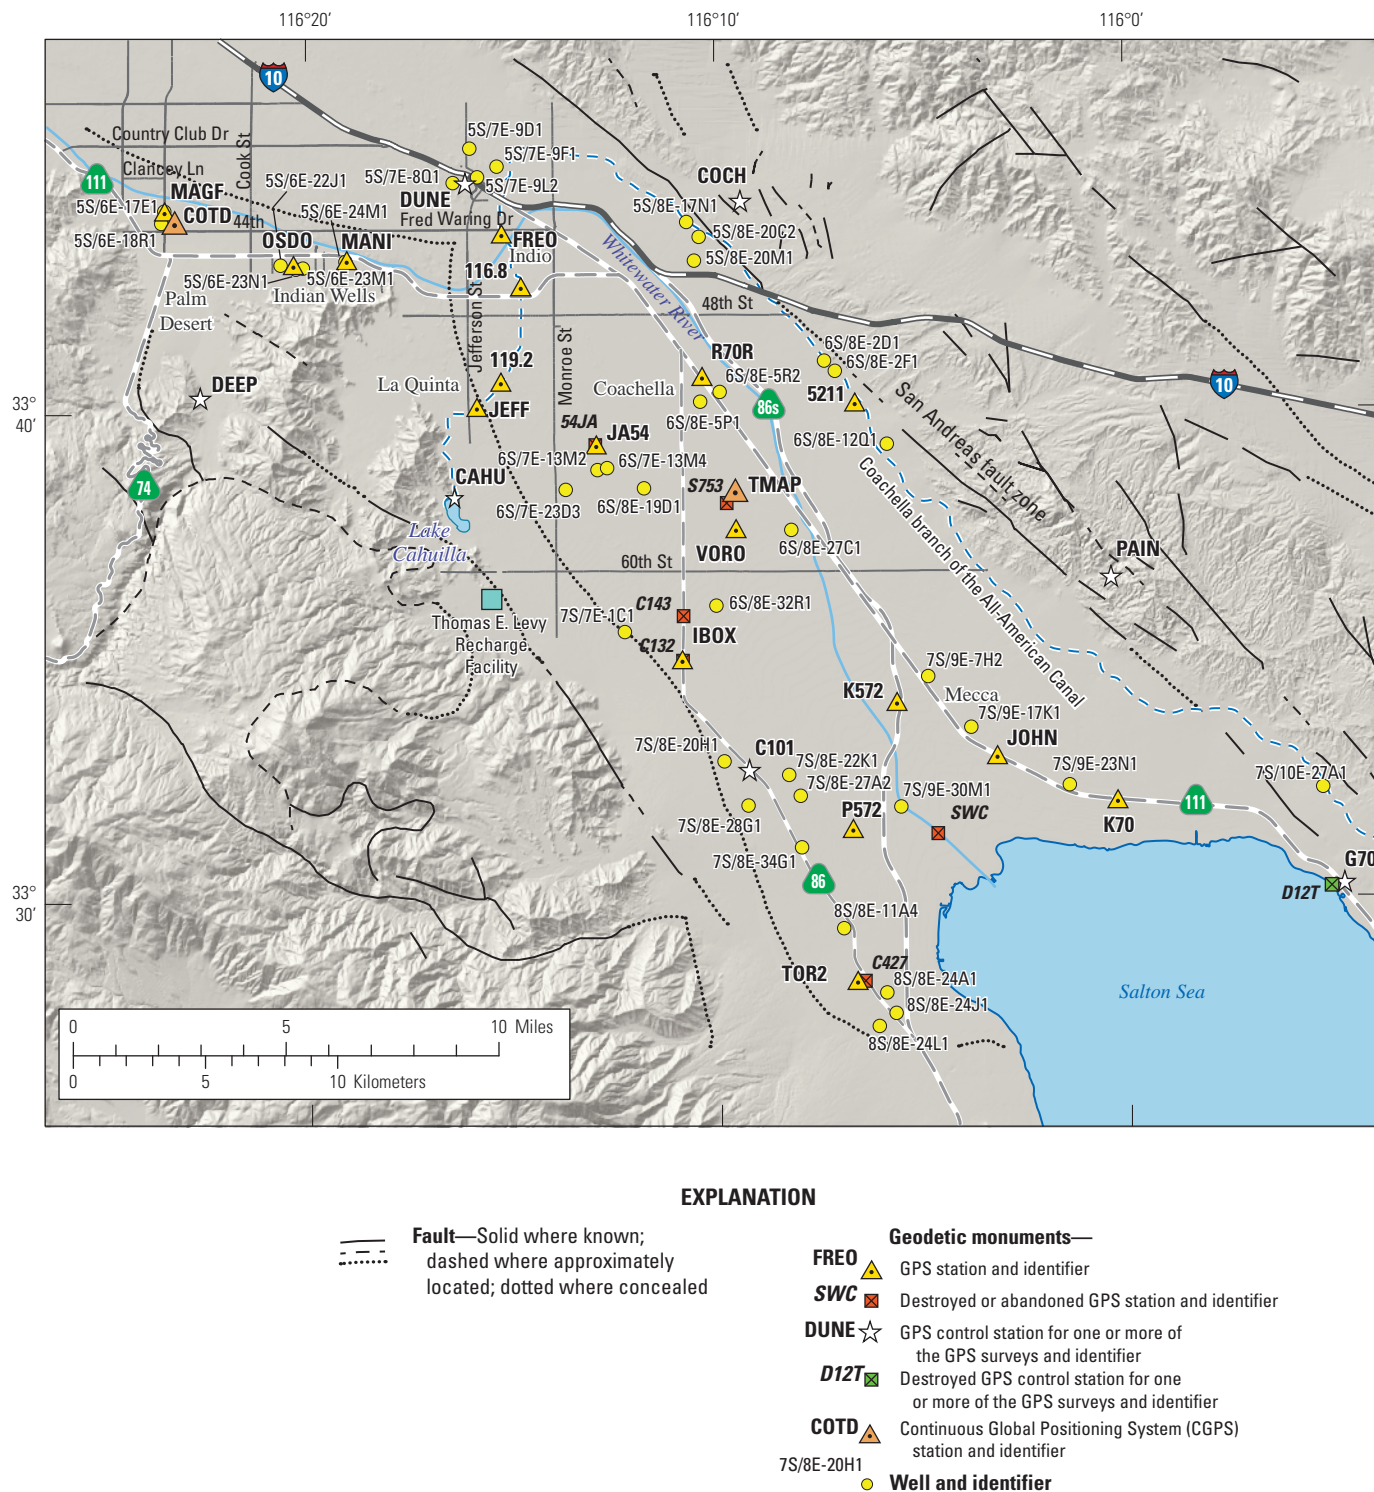 116°20'
116°10'
116°0'
10
Country Club Dr
Clancey Ln
Cook St
111
MAGF
5S/6E-17E1
COTD
44th
5S/6E-18R1
5S/6E-22J1
5S/6E-24M1
OSDO
MANI
5S/6E-23N1
5S/6E-23M1
Indian Wells
Palm
Desert
5S/7E-9D1
5S/7E-9F1
5S/7E-8Q1
5S/7E-9L2
DUNE
Fred Waring Dr
FREO
Indio
116.8
COCH
5S/8E-17N1
5S/8E-20C2
5S/8E-20M1
Whitewater River
48th St
Jefferson St
Monroe St
119.2
La Quinta
JEFF
DEEP
Coachella
R70R
6S/8E-5R2
6S/8E-5P1
86s
6S/8E-2D1
6S/8E-2F1
5211
6S/8E-12Q1
San Andreas fault zone
Coachella branch of the All-American Canal
10
33°
40'
74
54JA
JA54
6S/7E-13M2
6S/7E-13M4
6S/7E-23D3
6S/8E-19D1
CAHU
Lake
Cahuilla
S753
TMAP
VORO
6S/8E-27C1
60th St
PAIN
Thomas E. Levy
Recharge
Facility
7S/7E-1C1
C143
6S/8E-32R1
IBOX
C132
K572
7S/9E-7H2
Mecca
7S/9E-17K1
JOHN
7S/8E-20H1
C101
7S/8E-22K1
7S/8E-27A2
7S/9E-23N1
7S/10E-27A1
7S/9E-30M1
SWC
111
K70
7S/8E-28G1
P572
7S/8E-34G1
86
G70
D12T
33°
30'
8S/8E-11A4
TOR2
C427
8S/8E-24A1
8S/8E-24J1
8S/8E-24L1
Salton Sea
0 5 10 Miles
0 5 10 Kilometers
EXPLANATION
Fault—Solid where known;
dashed where approximately
located; dotted where concealed
Geodetic monuments—
FREO GPS station and identifier
SWC Destroyed or abandoned GPS station and identifier
DUNE GPS control station for one or more of
the GPS surveys and identifier
D12T Destroyed GPS control station for one
or more of the GPS surveys and identifier
COTD Continuous Global Positioning System (CGPS)
station and identifier
7S/8E-20H1
Well and identifier